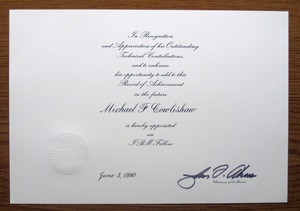 In Recognition
and Appreciation of his Outstanding
Technical Contributions,
and to enhance
his opportunity to add to this
Record of Achievement
in the future
Michael F Cowlishaw
is hereby appointed
an
IBM Fellow
June 5, 1990
Chairman of the Board